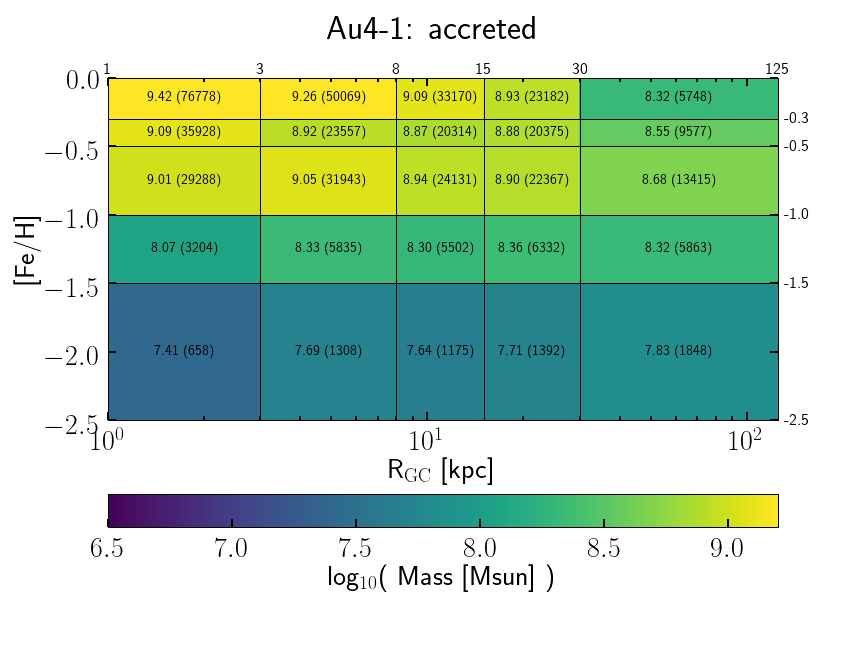 Au4-1: accreted
1 3 8 15 30 125
0.0 9.42 (76778) 9.26 (50069) 9.09 (33170) 8.93 (23182) 8.32 (5748)
-0.3
9.09 (35928) 8.92 (23557) 8.87 (20314) 8.88 (20375) 8.55 (9577)
−0.5 -0.5
9.01 (29288) 9.05 (31943) 8.94 (24131) 8.90 (22367) 8.68 (13415)
−1.0 -1.0
[Fe/H]
8.07 (3204) 8.33 (5835) 8.30 (5502) 8.36 (6332) 8.32 (5863)
−1.5 -1.5
7.41 (658) 7.69 (1308) 7.64 (1175) 7.71 (1392) 7.83 (1848)
−2.0
−2.5 -2.5
10⁰ 10¹ 10²
R_GC [kpc]
6.5 7.0 7.5 8.0 8.5 9.0
log₁₀( Mass [Msun] )